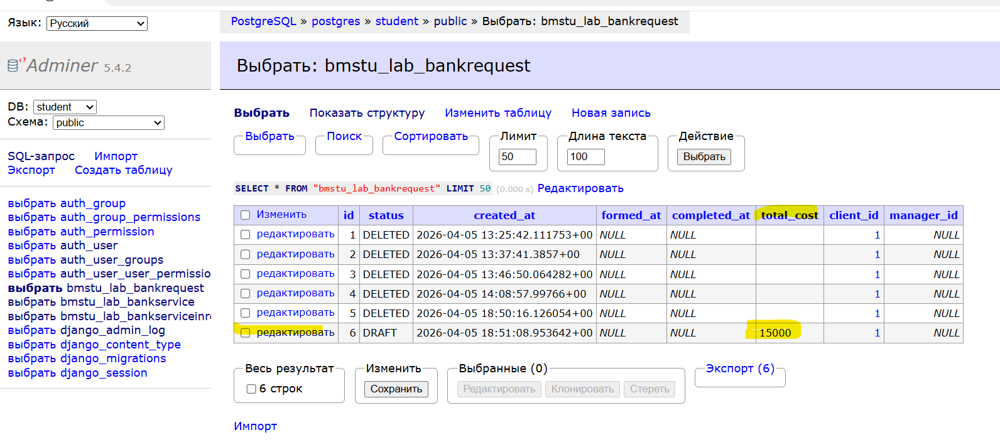 Язык: Русский
PostgreSQL » postgres » student » public » Выбрать: bmstu_lab_bankrequest
Adminer 5.4.2
Выбрать: bmstu_lab_bankrequest
DB: student
Схема: public
SQL-запрос Импорт
Экспорт Создать таблицу
выбрать auth_group
выбрать auth_group_permissions
выбрать auth_permission
выбрать auth_user
выбрать auth_user_groups
выбрать auth_user_user_permissio
выбрать bmstu_lab_bankrequest
выбрать bmstu_lab_bankservice
выбрать bmstu_lab_bankserviceinre
выбрать django_admin_log
выбрать django_content_type
выбрать django_migrations
выбрать django_session
Выбрать Показать структуру Изменить таблицу Новая запись
Выбрать Поиск Сортировать Лимит Длина текста Действие
50 100 Выбрать
SELECT * FROM "bmstu_lab_bankrequest" LIMIT 50 (0.000 s) Редактировать
Изменить id status created_at formed_at completed_at total_cost client_id manager_id
редактировать 1 DELETED 2026-04-05 13:25:42.111753+00 NULL NULL 1 NULL
редактировать 2 DELETED 2026-04-05 13:37:41.3857+00 NULL NULL 1 NULL
редактировать 3 DELETED 2026-04-05 13:46:50.064282+00 NULL NULL 1 NULL
редактировать 4 DELETED 2026-04-05 14:08:57.99766+00 NULL NULL 1 NULL
редактировать 5 DELETED 2026-04-05 18:50:16.126054+00 NULL NULL 1 NULL
редактировать 6 DRAFT 2026-04-05 18:51:08.953642+00 NULL NULL 15000 1 NULL
Весь результат Изменить Выбранные (0) Экспорт (6)
6 строк Сохранить Редактировать Клонировать Стереть
Импорт